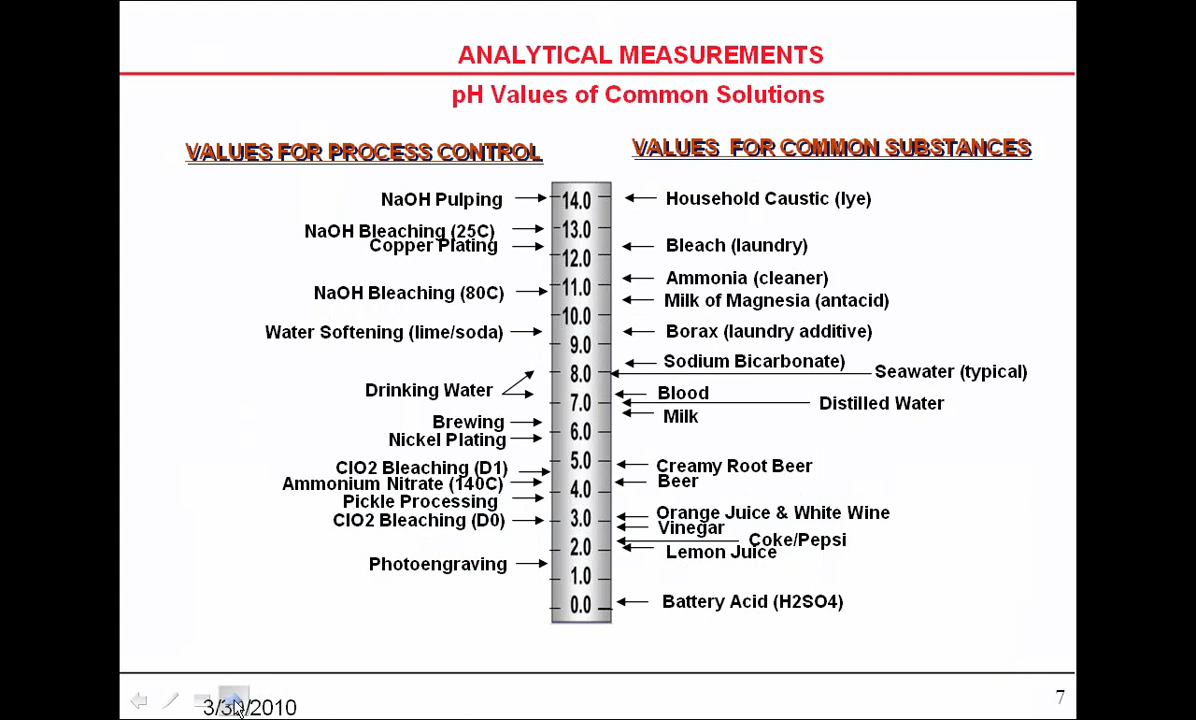 ANALYTICAL MEASUREMENTS
pH Values of Common Solutions
VALUES FOR PROCESS CONTROL
VALUES FOR COMMON SUBSTANCES
NaOH Pulping
NaOH Bleaching (25C)
Copper Plating
NaOH Bleaching (80C)
Water Softening (lime/soda)
Drinking Water
Brewing
Nickel Plating
ClO2 Bleaching (D1)
Ammonium Nitrate (140C)
Pickle Processing
ClO2 Bleaching (D0)
Photoengraving
14.0
13.0
12.0
11.0
10.0
9.0
8.0
7.0
6.0
5.0
4.0
3.0
2.0
1.0
0.0
Household Caustic (lye)
Bleach (laundry)
Ammonia (cleaner)
Milk of Magnesia (antacid)
Borax (laundry additive)
Sodium Bicarbonate)
Seawater (typical)
Blood
Distilled Water
Milk
Creamy Root Beer
Beer
Orange Juice & White Wine
Vinegar
Coke/Pepsi
Lemon Juice
Battery Acid (H2SO4)
3/30/2010
7